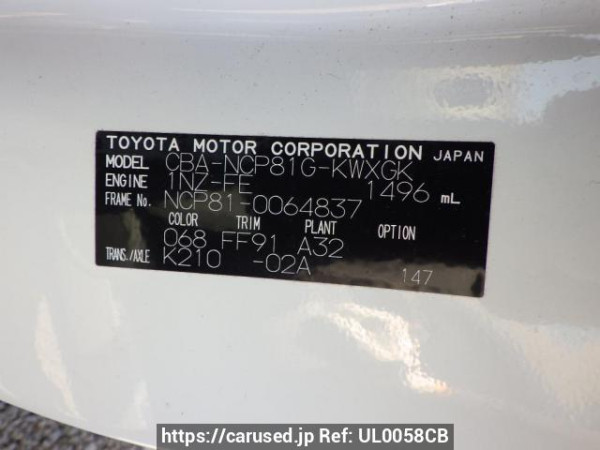 TOYOTA MOTOR CORPORATION JAPAN
MODEL CBA-NCP81G-KWXGK
ENGINE 1NZ-FE 1496 mL
FRAME No. NCP81-0064837
COLOR TRIM PLANT OPTION
068 FF91 A32
TRANS./AXLE K210 -02A
147
https://carused.jp Ref: UL0058CB